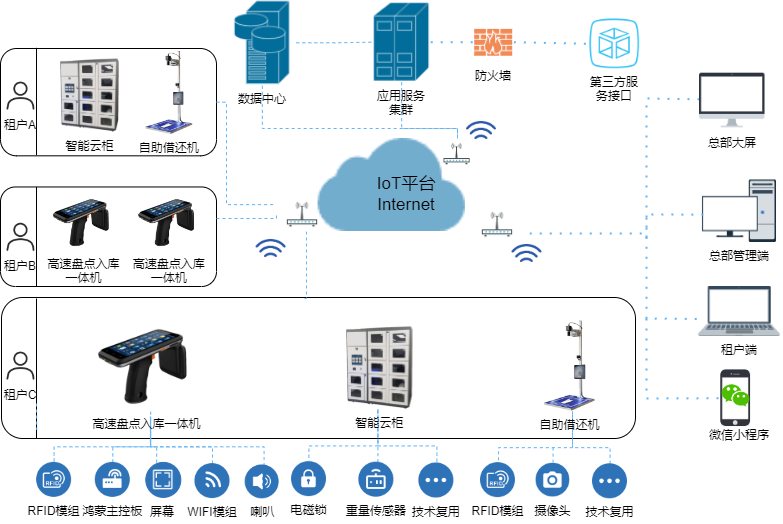 数据中心
应用服务
集群
防火墙
第三方服
务接口
租户A
智能云柜
自助借还机
IoT平台
Internet
总部大屏
租户B
高速盘点入库
一体机
高速盘点入库
一体机
总部管理端
租户C
高速盘点入库一体机
智能云柜
自助借还机
租户端
微信小程序
RFID
RFID模组
鸿蒙主控板
屏幕
WIFI模组
喇叭
电磁锁
重量传感器
技术复用
RFID
RFID模组
摄像头
技术复用